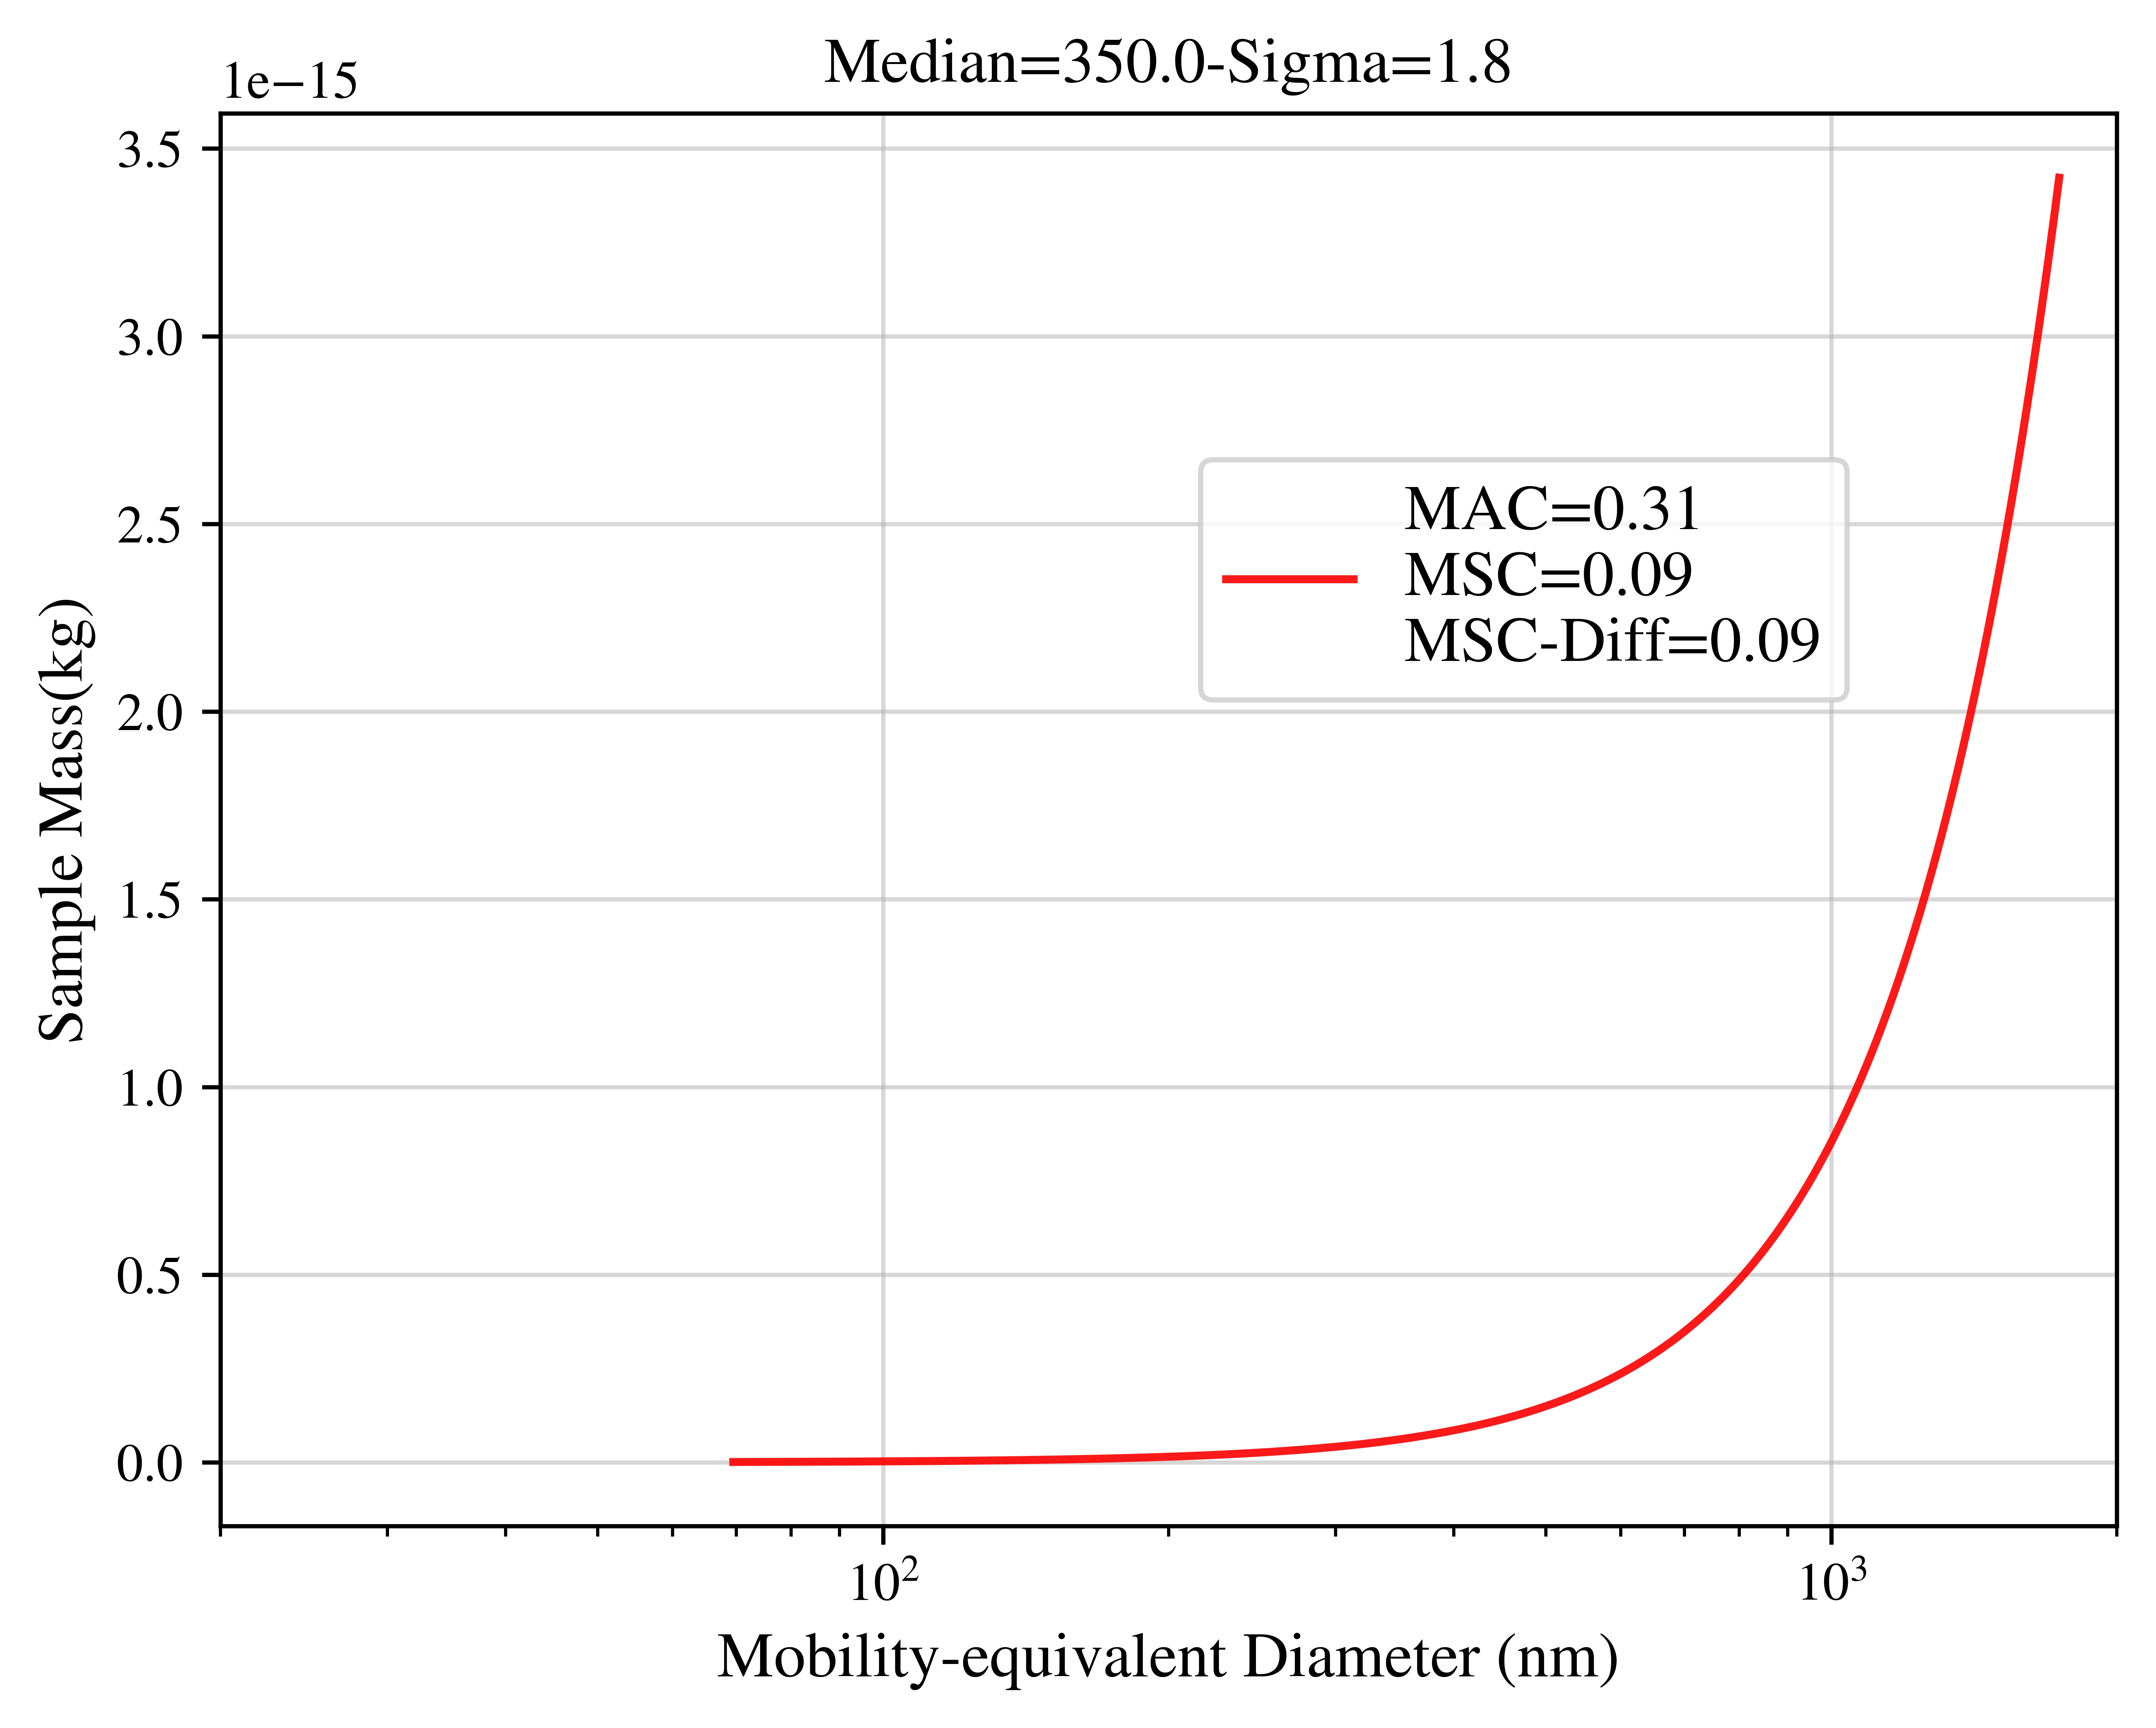 Median=350.0-Sigma=1.8
1e−15
3.5
3.0
2.5
2.0
1.5
1.0
0.5
0.0
Sample Mass(kg)
MAC=0.31
MSC=0.09
MSC-Diff=0.09
10²
10³
Mobility-equivalent Diameter (nm)